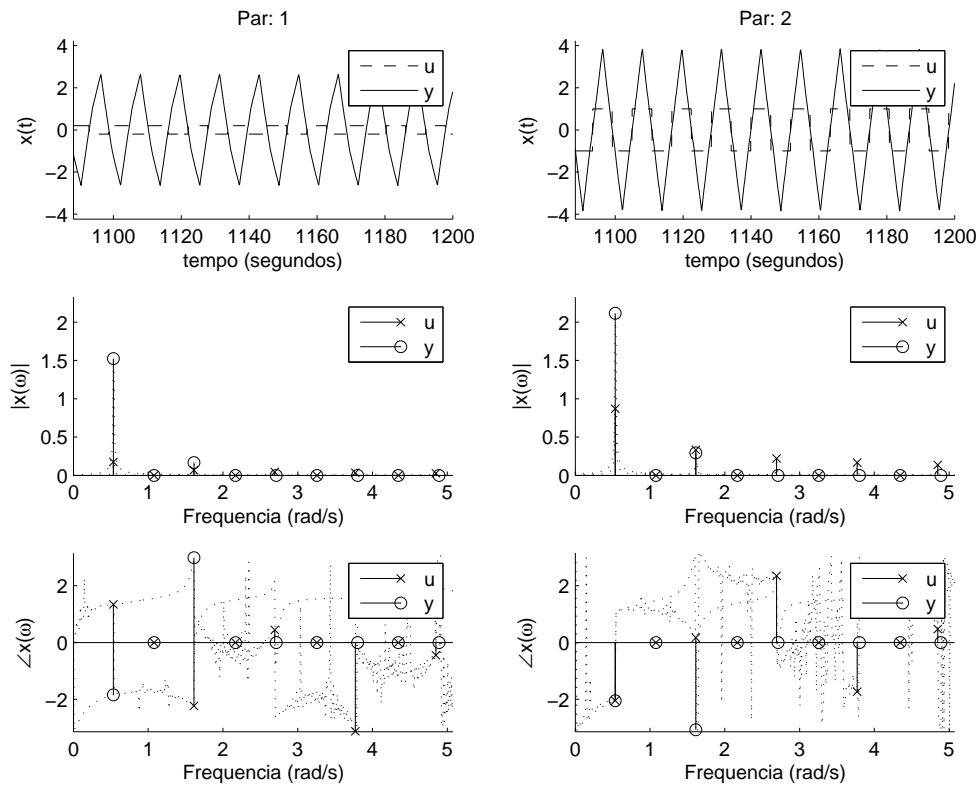 Par: 1
4
2
0
−2
−4
x(t)
1100
1120
1140
1160
1180
1200
tempo (segundos)
u
y
Par: 2
4
2
0
−2
−4
x(t)
1100
1120
1140
1160
1180
1200
tempo (segundos)
u
y
2
1.5
1
0.5
0
|x(ω)|
0
1
2
3
4
5
Frequencia (rad/s)
u
y
2
1.5
1
0.5
0
|x(ω)|
0
1
2
3
4
5
Frequencia (rad/s)
u
y
2
0
−2
∠x(ω)
0
1
2
3
4
5
Frequencia (rad/s)
u
y
2
0
−2
∠x(ω)
0
1
2
3
4
5
Frequencia (rad/s)
u
y